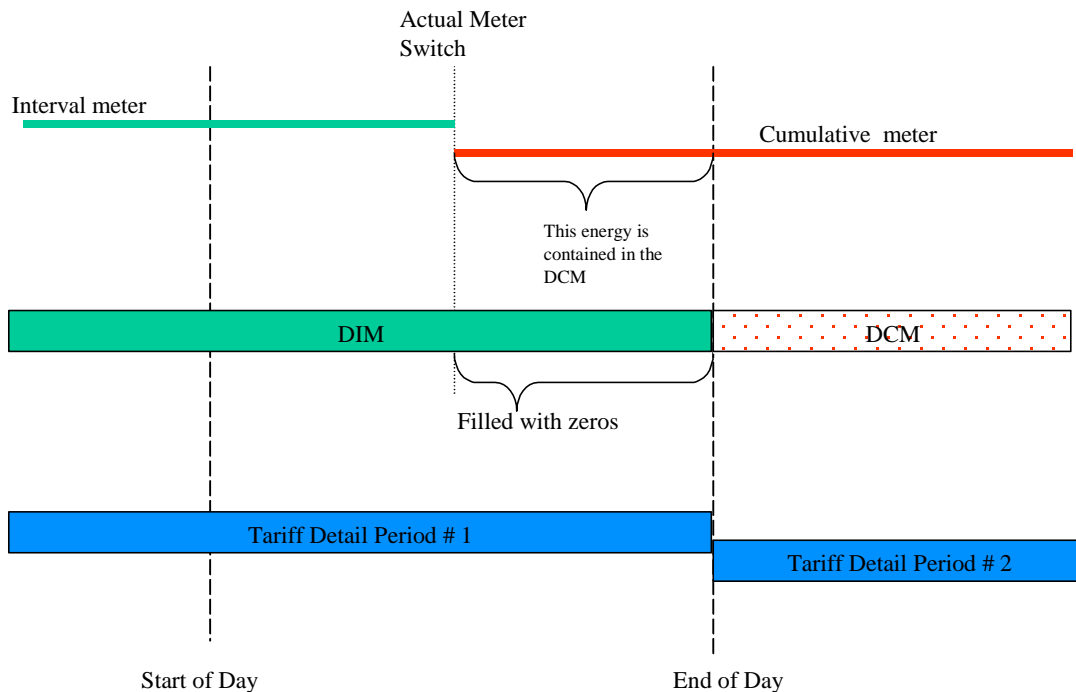 Actual Meter
Switch
Interval meter
Cumulative meter
This energy is
contained in the
DCM
DIM
DCM
Filled with zeros
Tariff Detail Period # 1
Tariff Detail Period # 2
Start of Day
End of Day